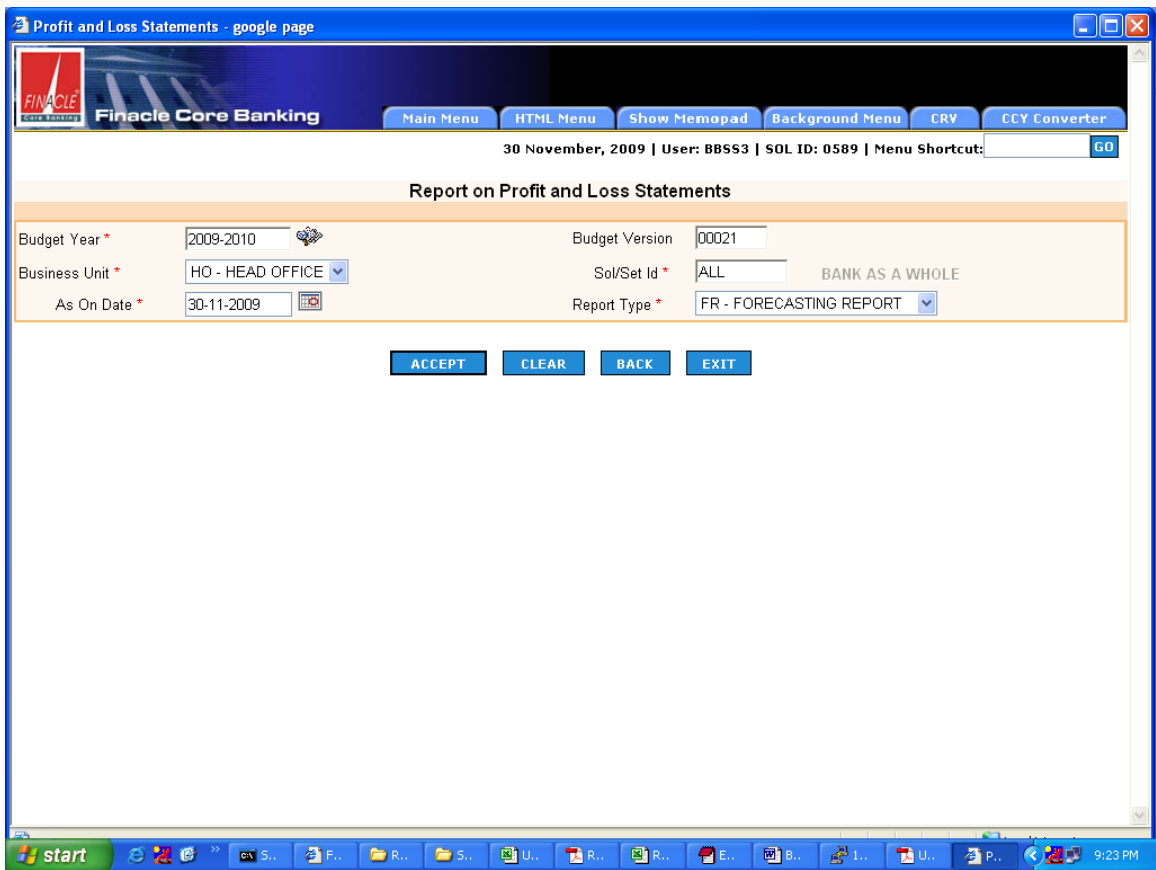 Profit and Loss Statements - google page
FINACLE
Core Banking
Finacle Core Banking
Main Menu HTML Menu Show Memopad Background Menu CRV CCY Converter
30 November, 2009 | User: BBSS3 | SOL ID: 0589 | Menu Shortcut: GO
Report on Profit and Loss Statements
Budget Year * 2009-2010 Budget Version 00021
Business Unit * HO - HEAD OFFICE Sol/Set Id * ALL BANK AS A WHOLE
As On Date * 30-11-2009 Report Type * FR - FORECASTING REPORT
ACCEPT CLEAR BACK EXIT
start » S.. F.. R.. S.. U.. R.. R.. E.. B.. 1.. U.. P.. 9:23 PM